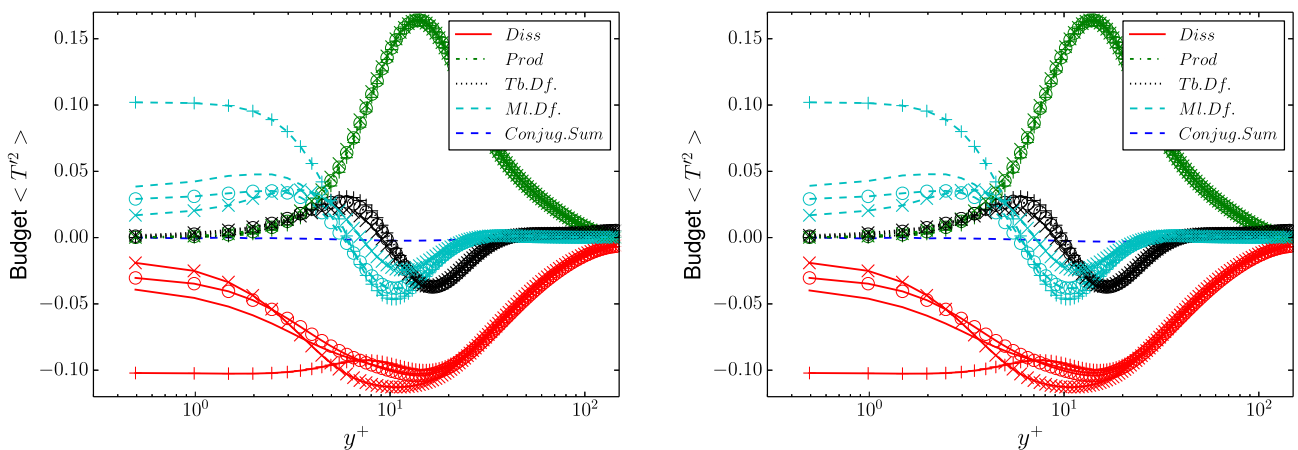 Budget < T'² >
0.15
0.10
0.05
0.00
−0.05
−0.10
10⁰
10¹
10²
y⁺
Diss
Prod
Tb.Df.
Ml.Df.
Conjug.Sum
Budget < T'² >
0.15
0.10
0.05
0.00
−0.05
−0.10
10⁰
10¹
10²
y⁺
Diss
Prod
Tb.Df.
Ml.Df.
Conjug.Sum